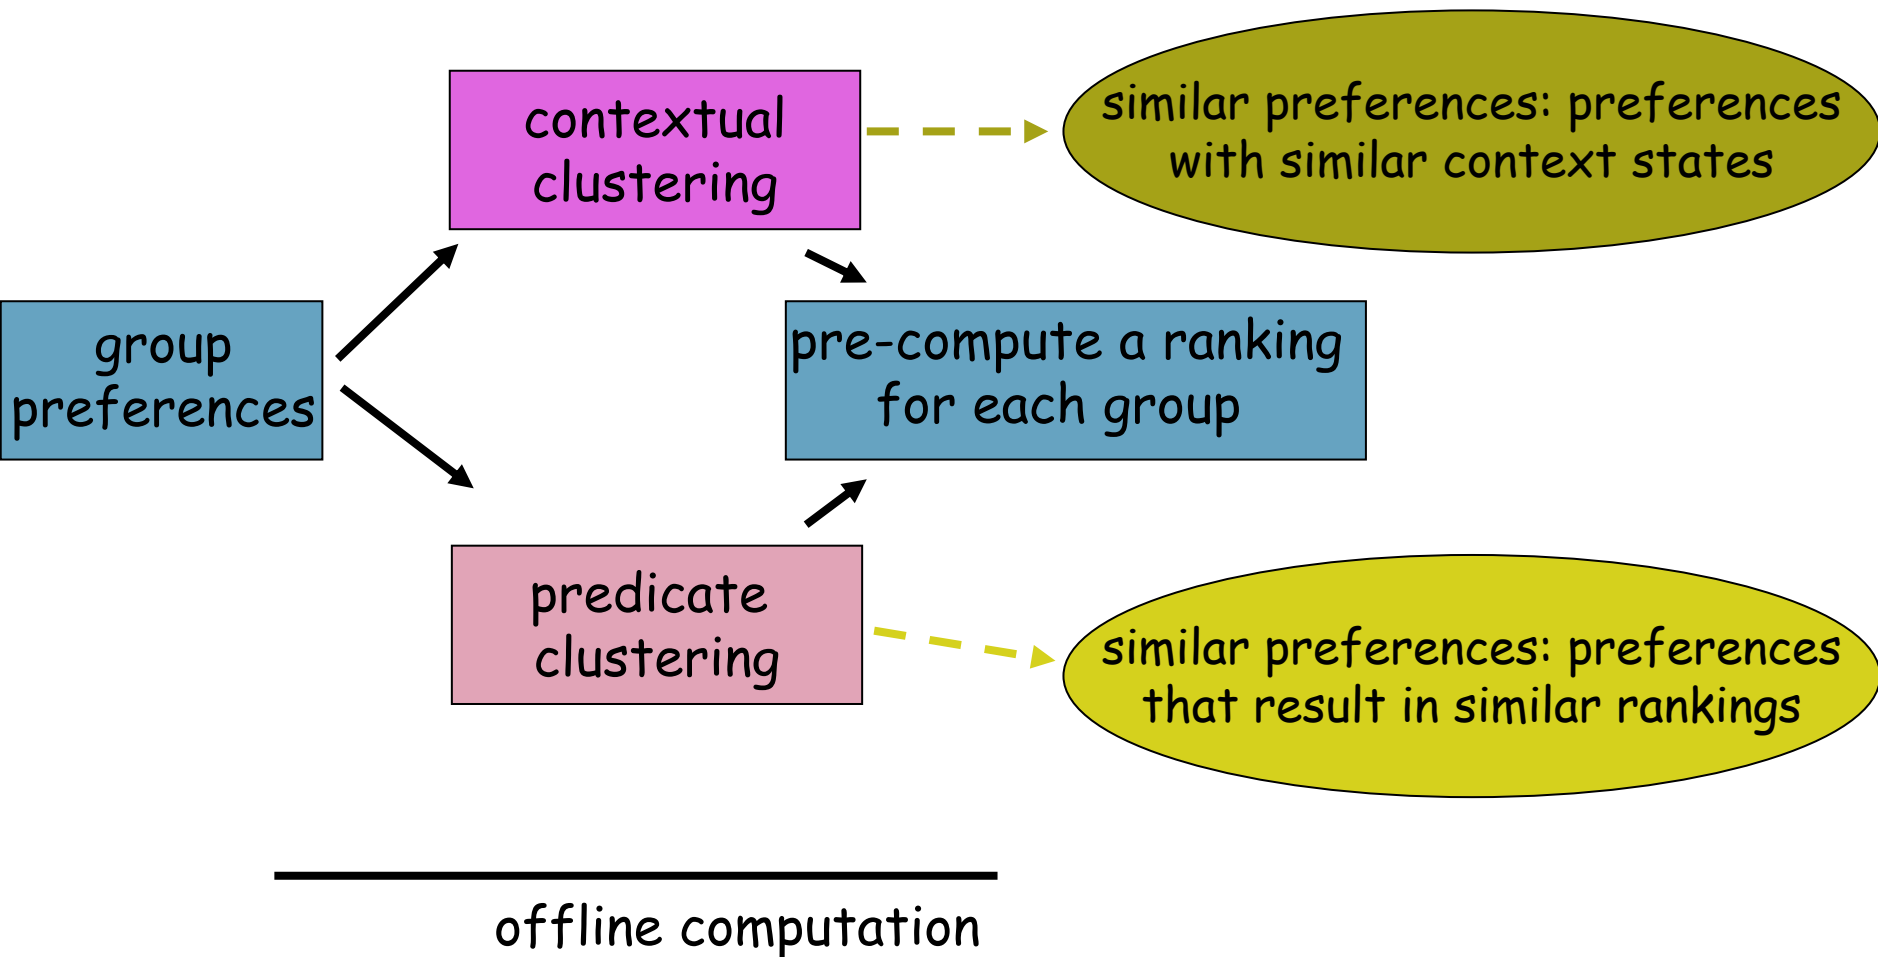 contextual
clustering
similar preferences: preferences
with similar context states
group
preferences
pre-compute a ranking
for each group
predicate
clustering
similar preferences: preferences
that result in similar rankings
offline computation